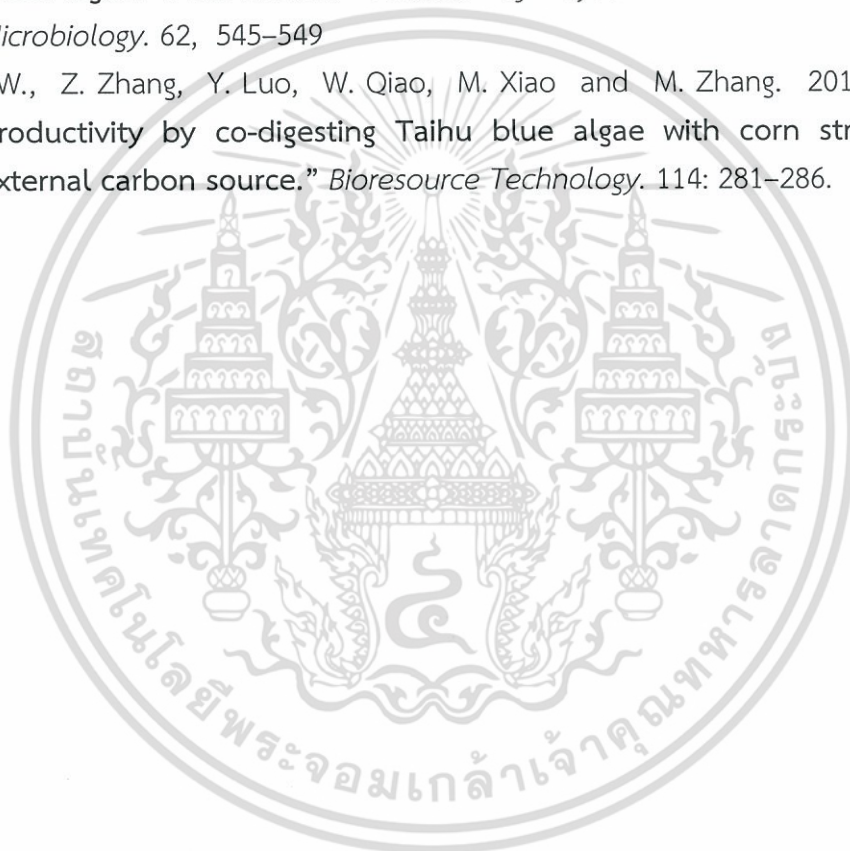 icrobiology. 62, 545–549
W., Z. Zhang, Y. Luo, W. Qiao, M. Xiao and M. Zhang. 201
roductivity by co-digesting Taihu blue algae with corn str
xternal carbon source.” Bioresource Technology. 114: 281–286.
สถาบันเทคโนโลยีพระจอมเกล้าเจ้าคุณทหารลาดกระบัง